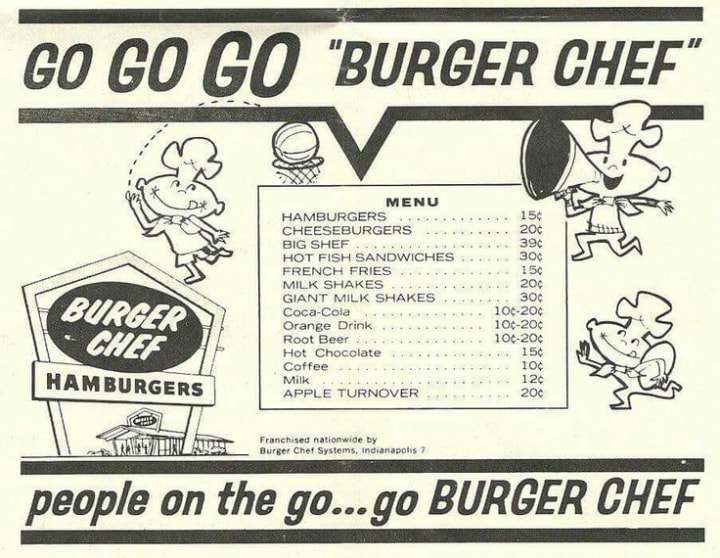 GO GO GO "BURGER CHEF"
MENU
HAMBURGERS ............ 15¢
CHEESEBURGERS .......... 20¢
BIG SHEF ................ 39¢
HOT FISH SANDWICHES ..... 30¢
FRENCH FRIES ............ 15¢
MILK SHAKES ............. 20¢
GIANT MILK SHAKES ....... 30¢
Coca-Cola ............ 10¢-20¢
Orange Drink ......... 10¢-20¢
Root Beer ............ 10¢-20¢
Hot Chocolate ........... 15¢
Coffee .................. 10¢
Milk .................... 12¢
APPLE TURNOVER .......... 20¢
BURGER
CHEF
HAMBURGERS
Franchised nationwide by
Burger Chef Systems, Indianapolis 7
people on the go...go BURGER CHEF